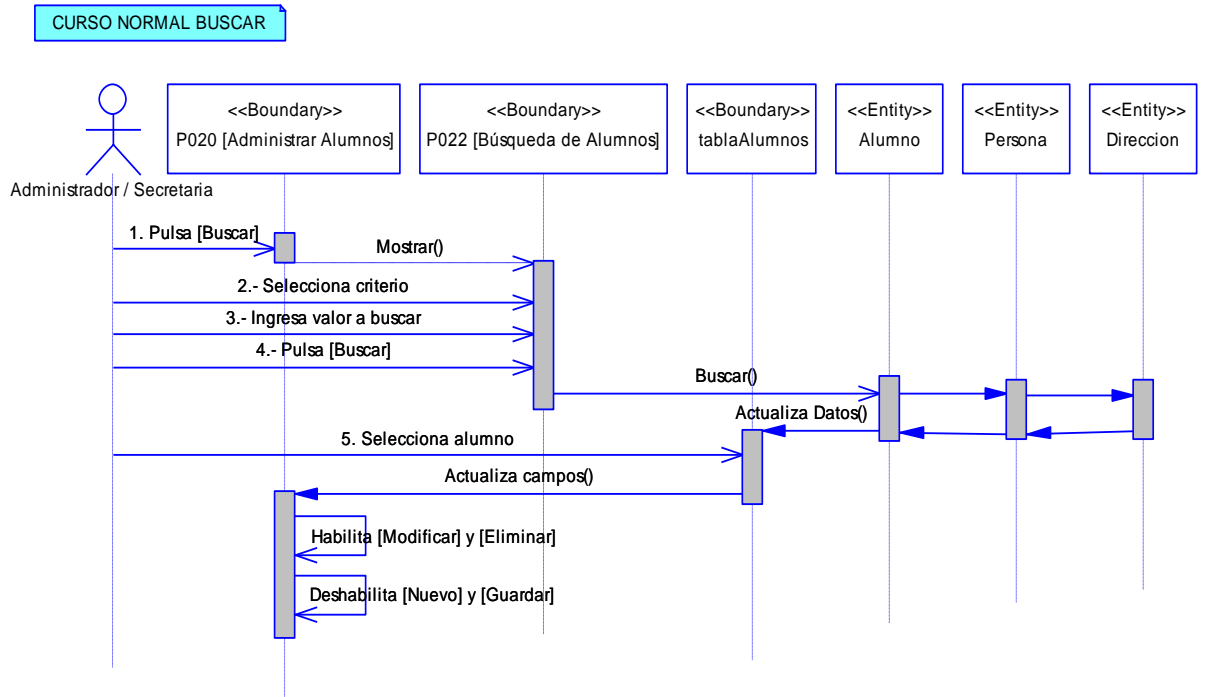 CURSO NORMAL BUSCAR
<<Boundary>>
P020 [Administrar Alumnos]
<<Boundary>>
P022 [Búsqueda de Alumnos]
<<Boundary>>
tablaAlumnos
<<Entity>>
Alumno
<<Entity>>
Persona
<<Entity>>
Direccion
Administrador / Secretaria
1. Pulsa [Buscar]
Mostrar()
2.- Selecciona criterio
3.- Ingresa valor a buscar
4.- Pulsa [Buscar]
Buscar()
Actualiza Datos()
5. Selecciona alumno
Actualiza campos()
Habilita [Modificar] y [Eliminar]
Deshabilita [Nuevo] y [Guardar]